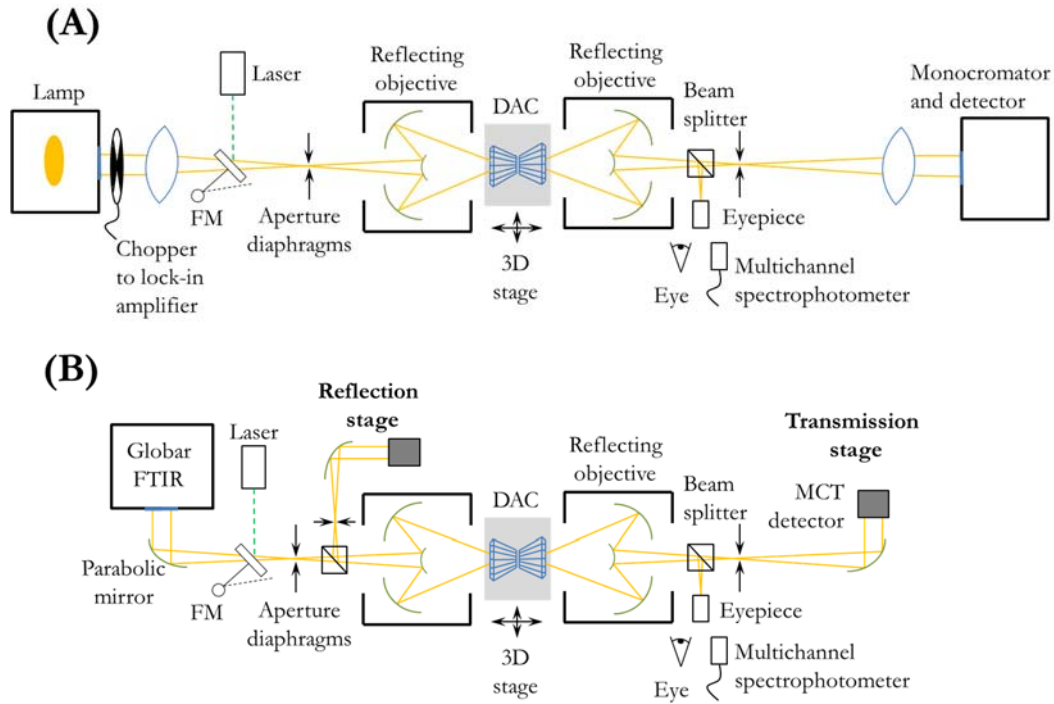 (A)
Lamp
Laser
Reflecting
objective
DAC
Reflecting
objective
Beam
splitter
Monocromator
and detector
FM
Aperture
diaphragms
Chopper
to lock-in
amplifier
3D
stage
Eyepiece
Eye
Multichannel
spectrophotometer
(B)
Globar
FTIR
Laser
Reflection
stage
DAC
Reflecting
objective
Beam
splitter
Transmission
stage
MCT
detector
Parabolic
mirror
FM
Aperture
diaphragms
3D
stage
Eyepiece
Eye
Multichannel
spectrophotometer